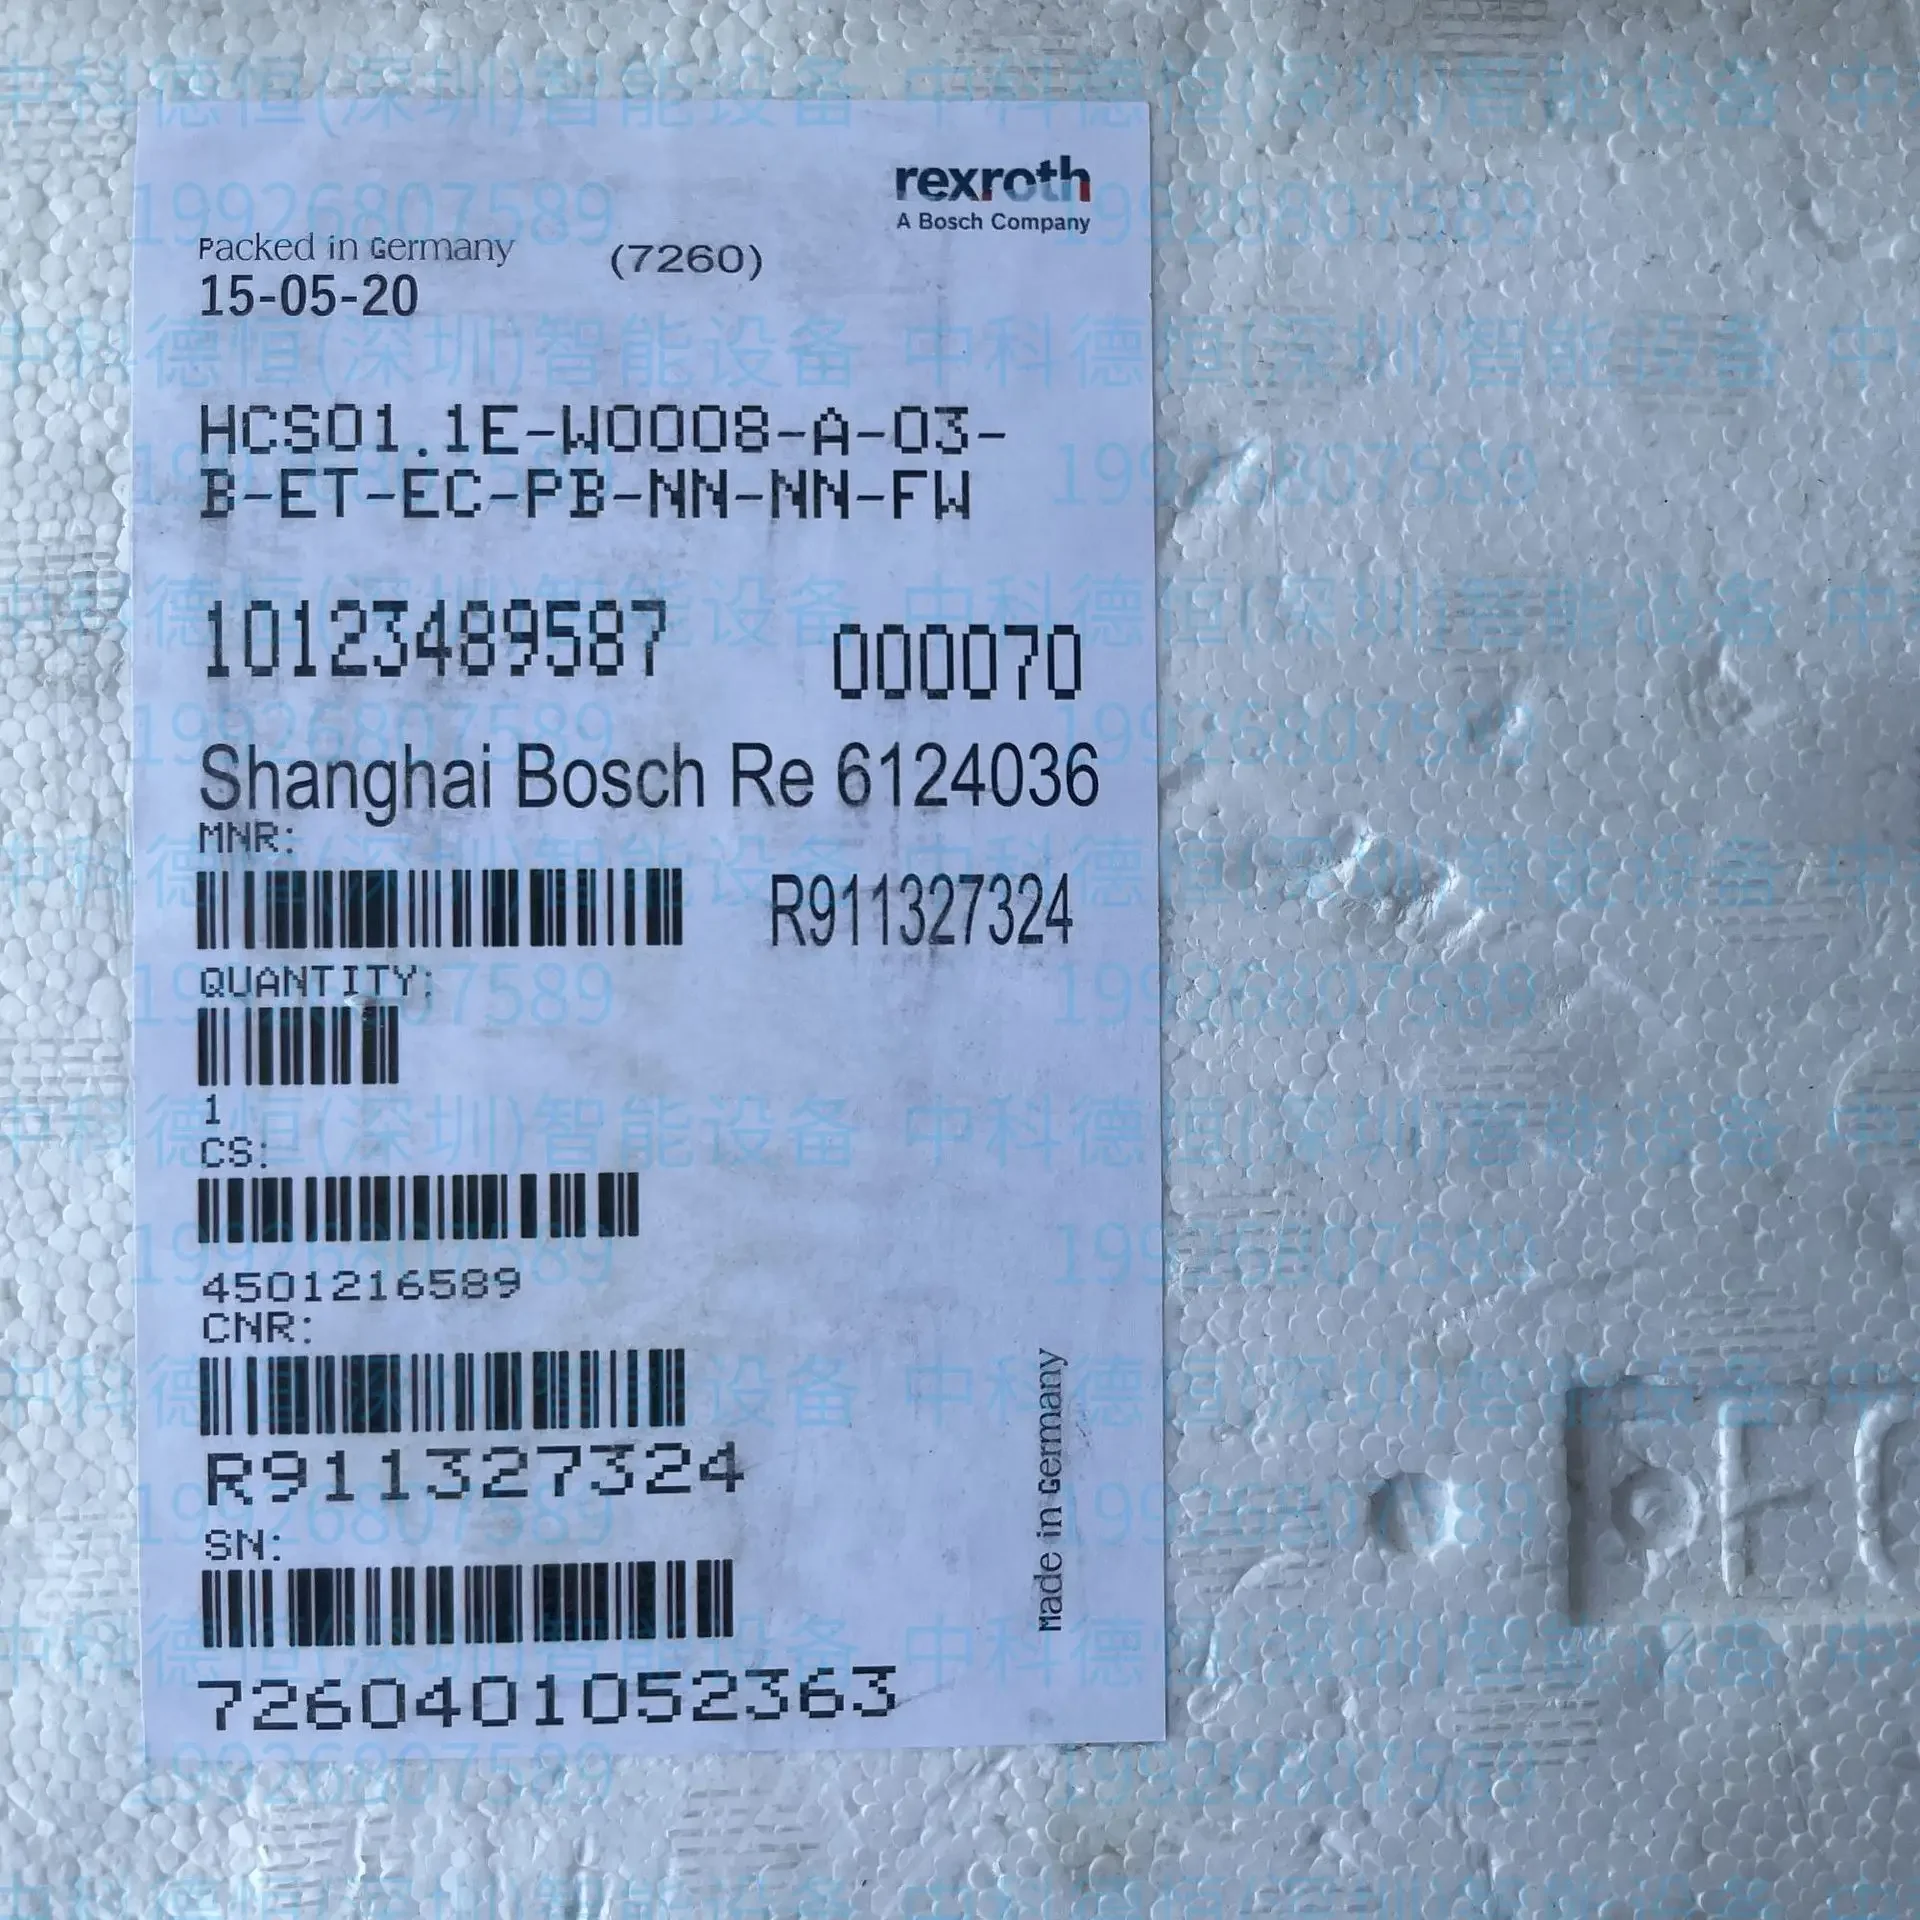 rexroth
A Bosch Company
Packed in Germany (7260)
15-05-20
HCS01.1E-W0008-A-03-
B-ET-EC-PB-NN-NN-FW
10123489587 000070
Shanghai Bosch Re 6124036
MNR:
R911327324
QUANTITY:
1
CS:
4501216589
CNR:
R911327324
SN:
7260401052363
Made in Germany
中科德恒(深圳)智能设备
19926807589